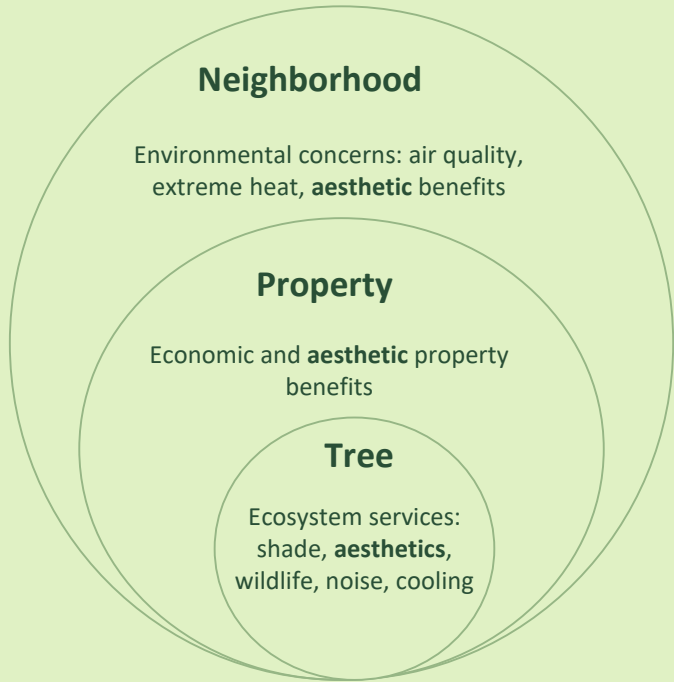 Neighborhood
Environmental concerns: air quality,
extreme heat, aesthetic benefits
Property
Economic and aesthetic property
benefits
Tree
Ecosystem services:
shade, aesthetics,
wildlife, noise, cooling